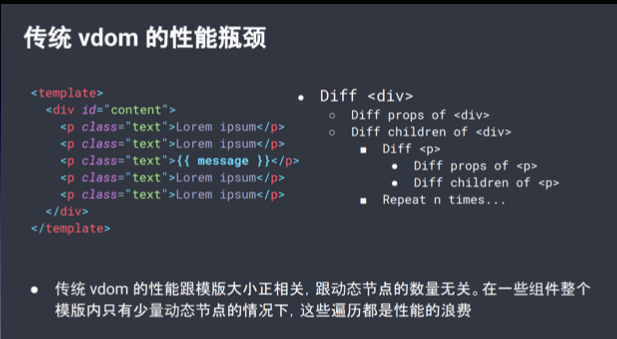 传统 vdom 的性能瓶颈
<template>
<div id="content">
<p class="text">Lorem ipsum</p>
<p class="text">Lorem ipsum</p>
<p class="text">{{ message }}</p>
<p class="text">Lorem ipsum</p>
<p class="text">Lorem ipsum</p>
</div>
</template>
• Diff <div>
○ Diff props of <div>
○ Diff children of <div>
■ Diff <p>
• Diff props of <p>
• Diff children of <p>
■ Repeat n times...
• 传统 vdom 的性能跟模版大小正相关，跟动态节点的数量无关。在一些组件整个
模版内只有少量动态节点的情况下，这些遍历都是性能的浪费